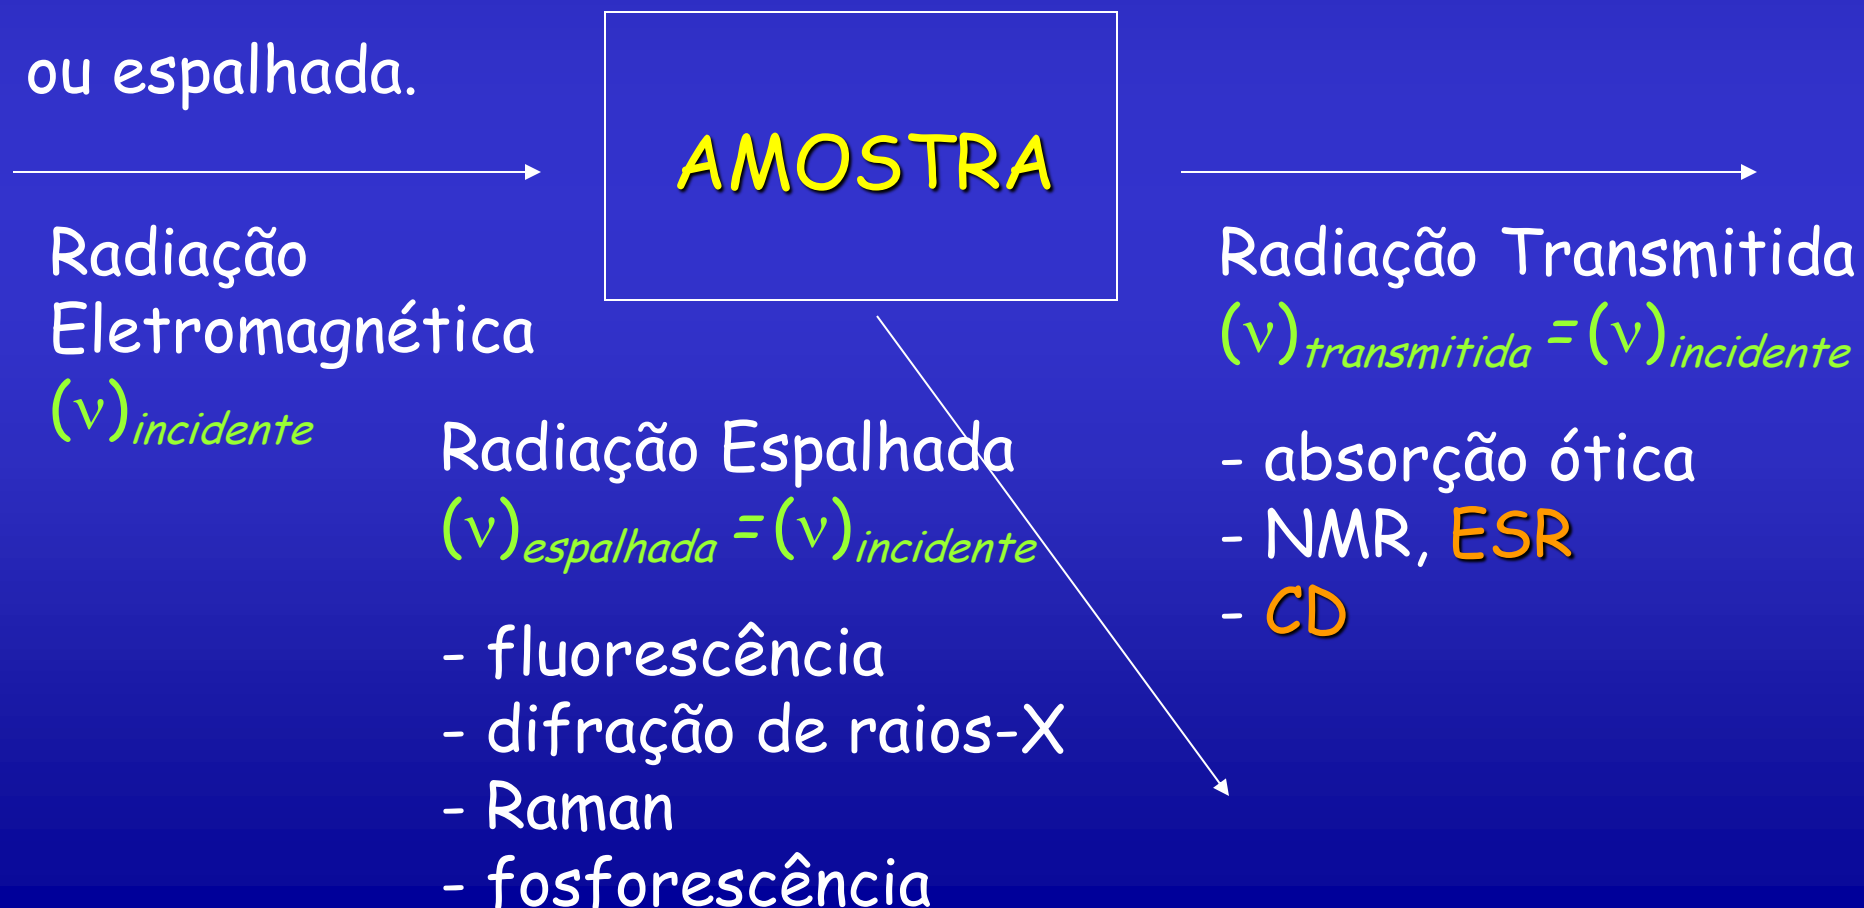 ou espalhada.
AMOSTRA
Radiação
Eletromagnética
(ν)incidente
Radiação Espalhada
(ν)espalhada = (ν)incidente
- fluorescência
- difração de raios-X
- Raman
- fosforescência
Radiação Transmitida
(ν)transmitida = (ν)incidente
- absorção ótica
- NMR, ESR
- CD